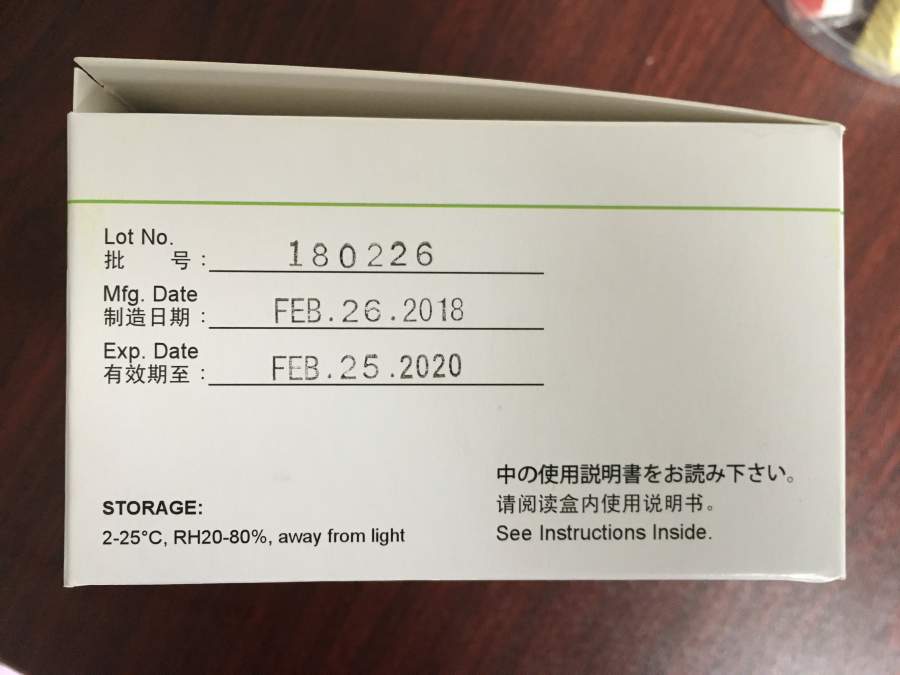 Lot No.
批 号 : 180226
Mfg. Date
制造日期 : FEB.26.2018
Exp. Date
有效期至 : FEB.25.2020
STORAGE:
2-25°C, RH20-80%, away from light
中の使用説明書をお読み下さい。
请阅读盒内使用说明书。
See Instructions Inside.